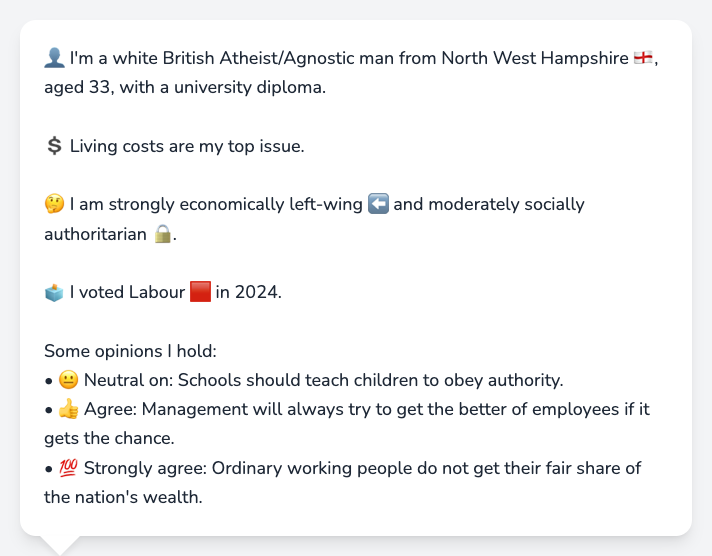 👤 I'm a white British Atheist/Agnostic man from North West Hampshire 🏴󠁧󠁢󠁥󠁮󠁧󠁿,
aged 33, with a university diploma.
💲 Living costs are my top issue.
🤔 I am strongly economically left-wing ⬅️ and moderately socially
authoritarian 🔒.
🗳️ I voted Labour 🟥 in 2024.
Some opinions I hold:
• 😐 Neutral on: Schools should teach children to obey authority.
• 👍 Agree: Management will always try to get the better of employees if it
gets the chance.
• 💯 Strongly agree: Ordinary working people do not get their fair share of
the nation's wealth.